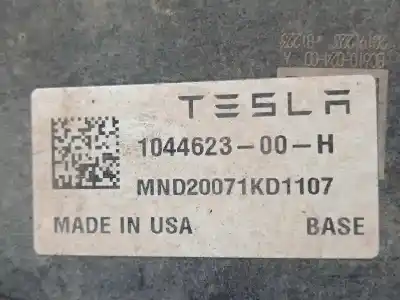 TESLA
1044623-00-H
MND20071KD1107
MADE IN USA BASE